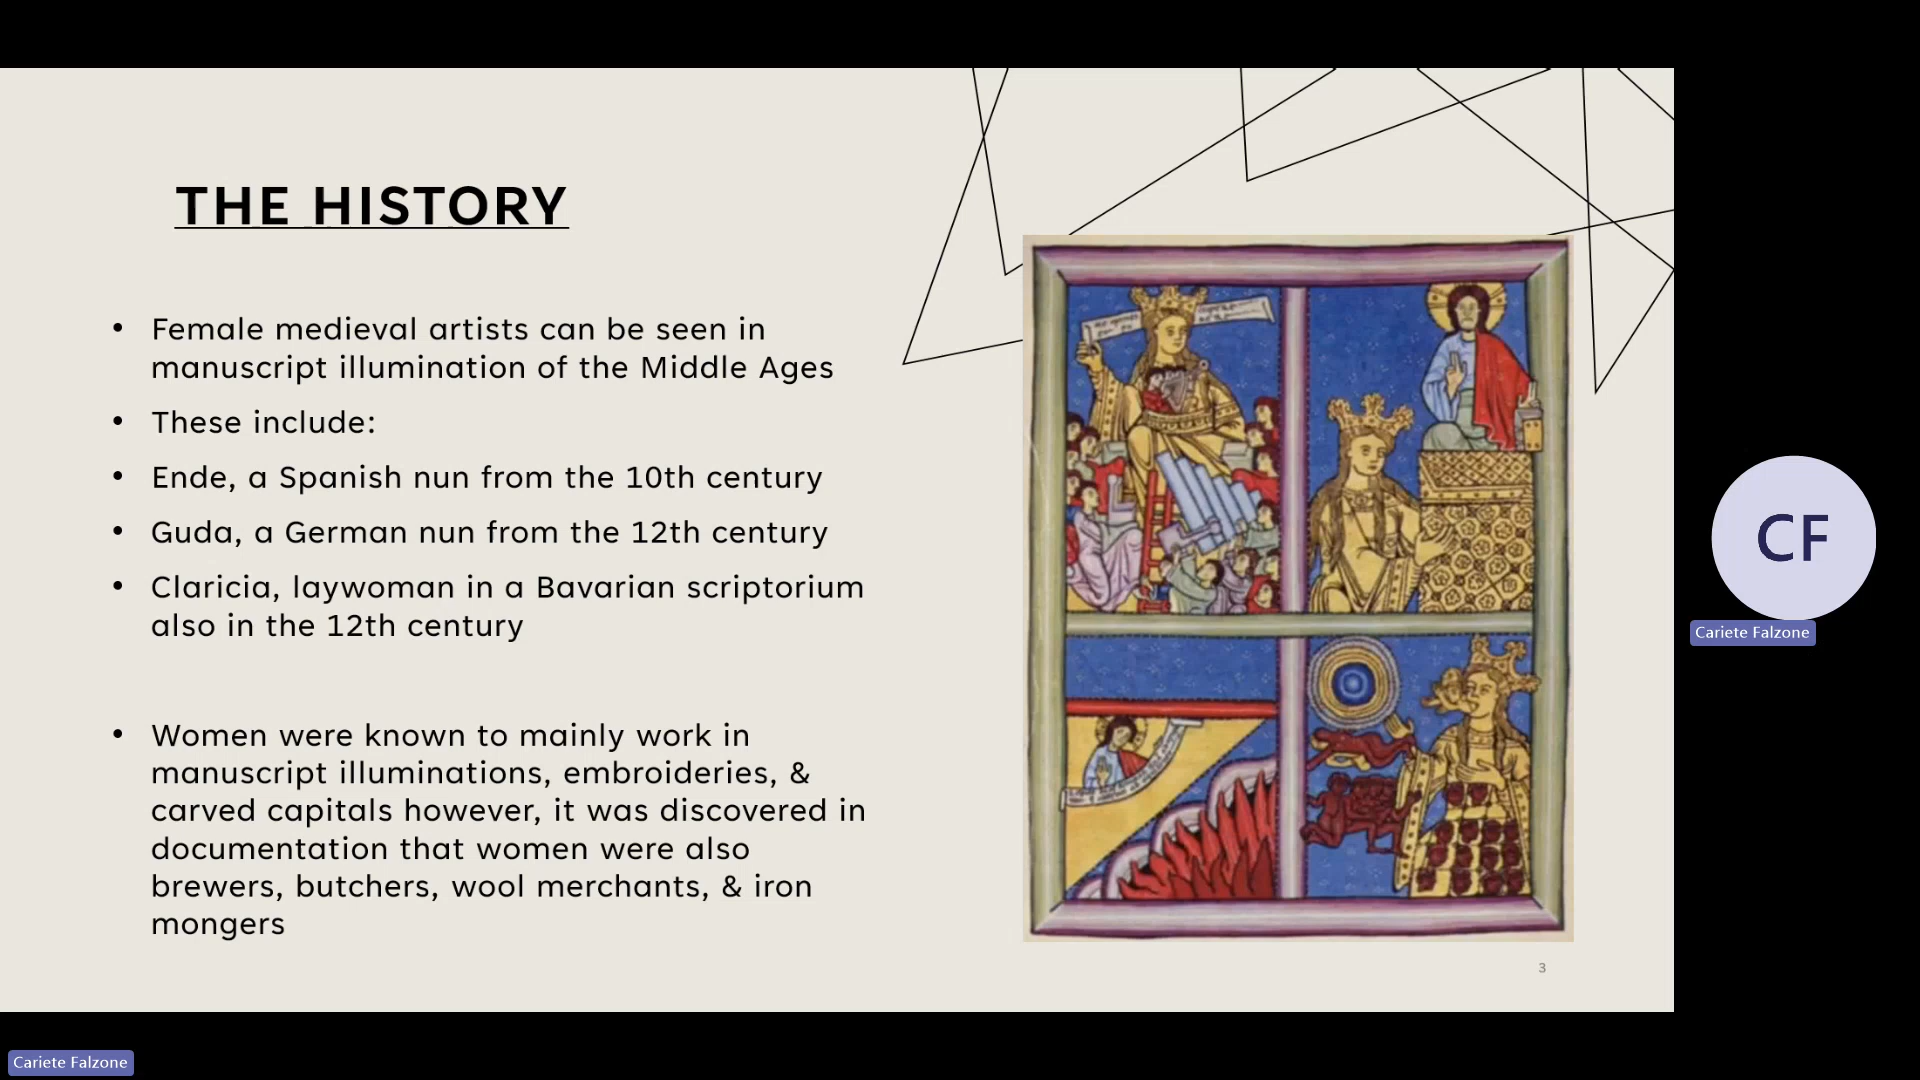 THE HISTORY
• Female medieval artists can be seen in
manuscript illumination of the Middle Ages
• These include:
• Ende, a Spanish nun from the 10th century
• Guda, a German nun from the 12th century
• Claricia, laywoman in a Bavarian scriptorium
also in the 12th century
• Women were known to mainly work in
manuscript illuminations, embroideries, &
carved capitals however, it was discovered in
documentation that women were also
brewers, butchers, wool merchants, & iron
mongers
3
CF
Cariete Falzone
Cariete Falzone